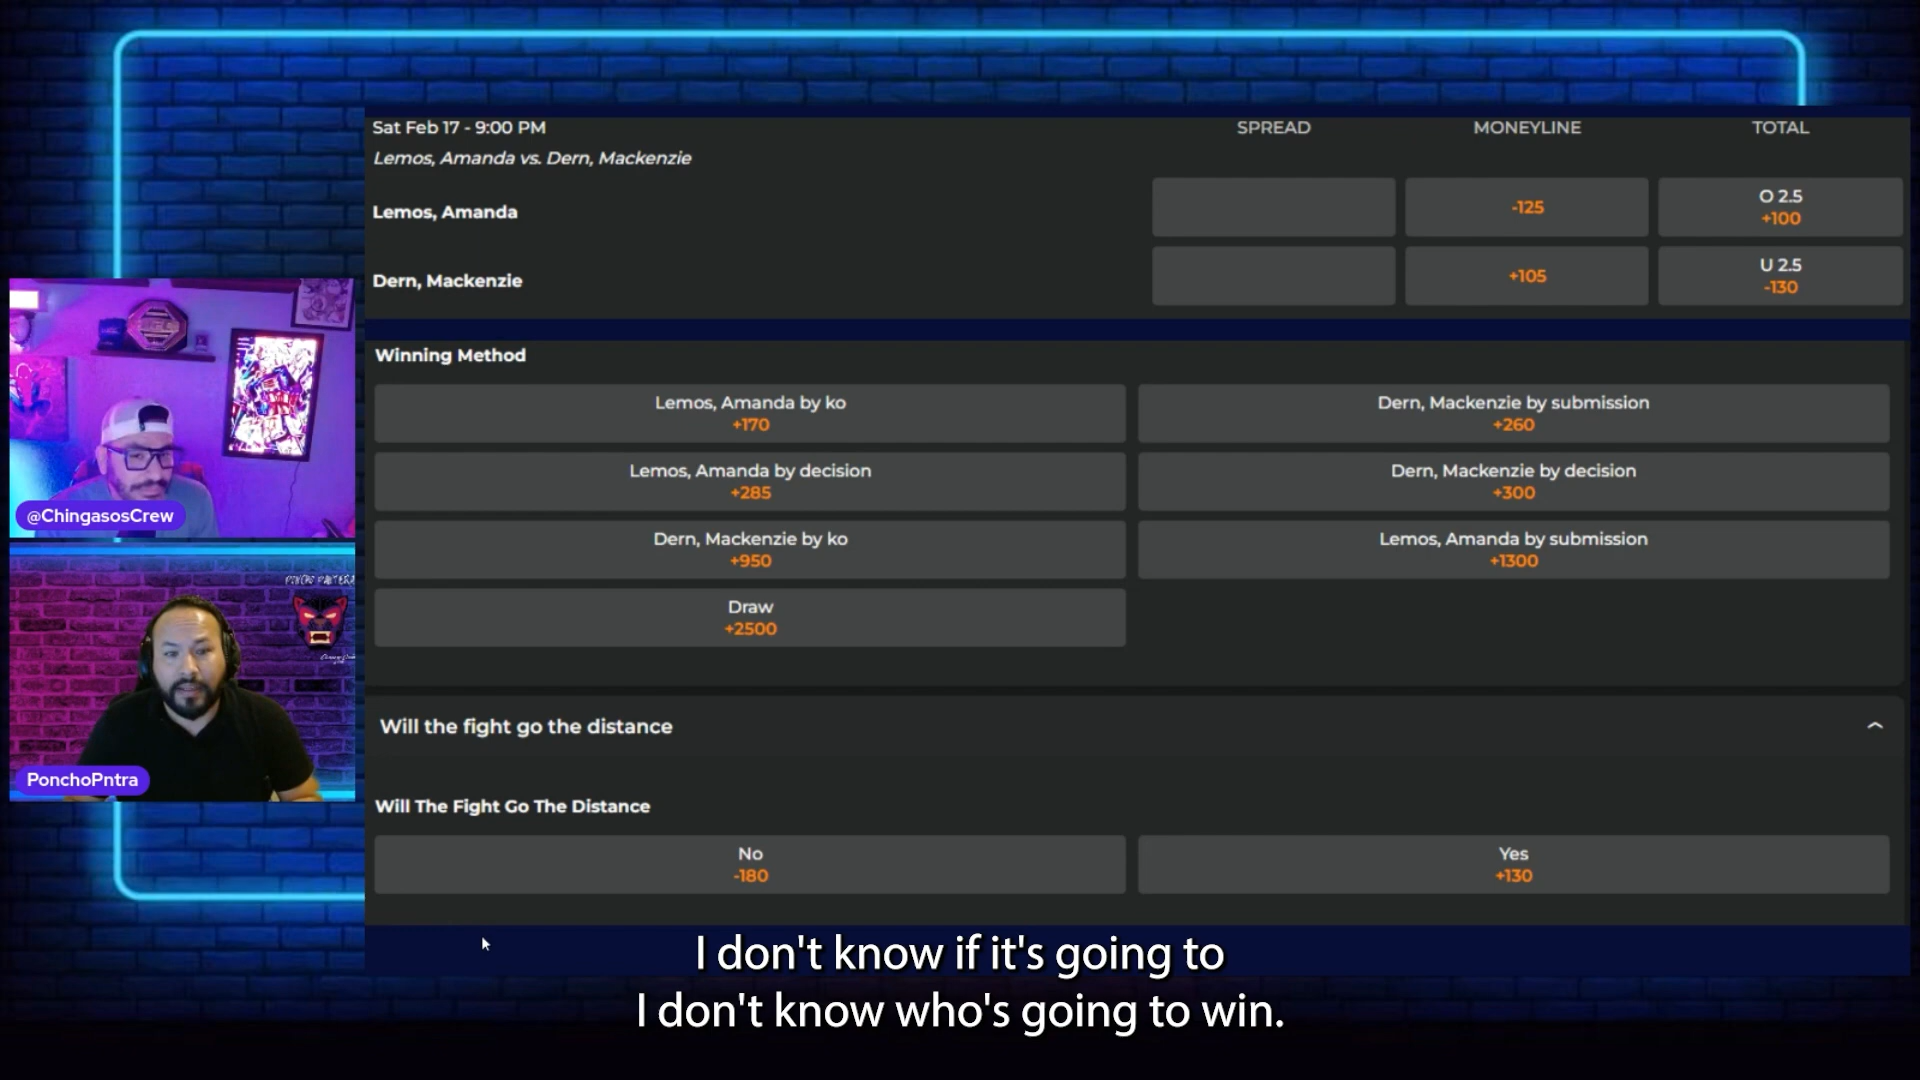 Sat Feb 17 - 9:00 PM
SPREAD
MONEYLINE
TOTAL
Lemos, Amanda vs. Dern, Mackenzie
Lemos, Amanda
-125
O 2.5
+100
Dern, Mackenzie
+105
U 2.5
-130
Winning Method
Lemos, Amanda by ko
+170
Dern, Mackenzie by submission
+260
Lemos, Amanda by decision
+285
Dern, Mackenzie by decision
+300
Dern, Mackenzie by ko
+950
Lemos, Amanda by submission
+1300
Draw
+2500
Will the fight go the distance
Will The Fight Go The Distance
No
-180
Yes
+130
@ChingasosCrew
PONCHO PANTERA
PonchoPntra
I don't know if it's going to
I don't know who's going to win.